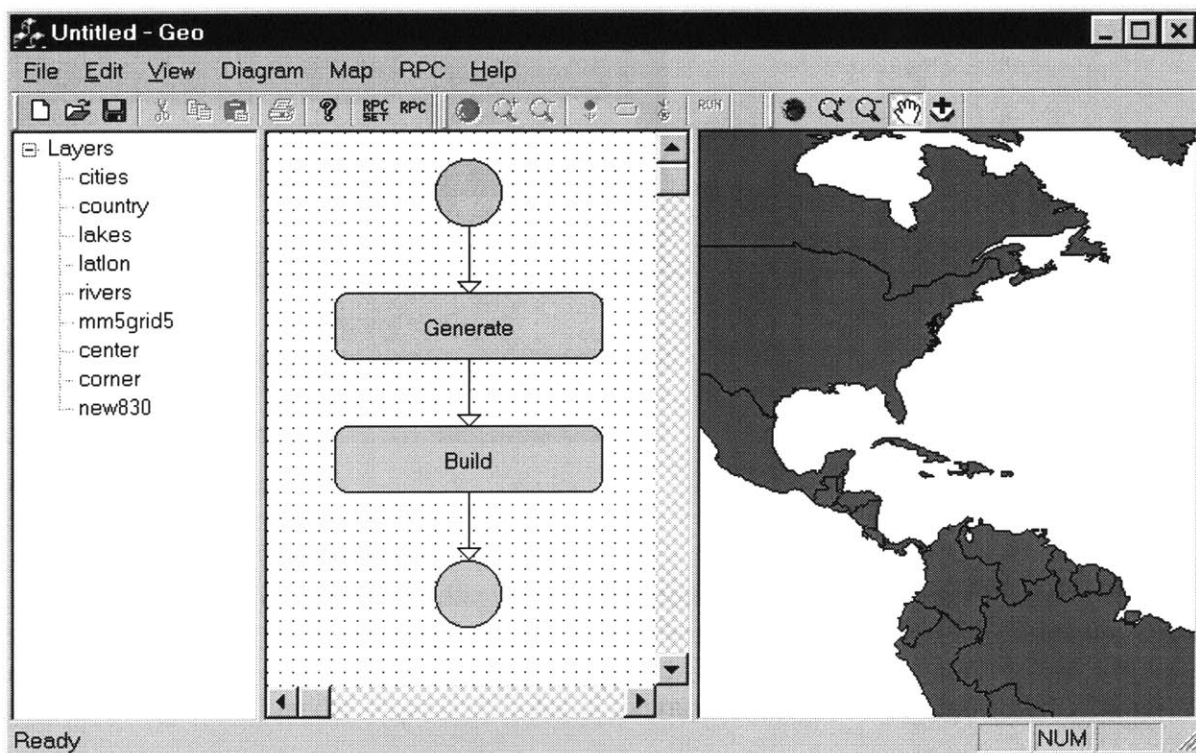 Untitled - Geo
File Edit View Diagram Map RPC Help
RPC SET RPC RUN
Layers
cities
country
lakes
latlon
rivers
mm5grid5
center
corner
new830
Generate
Build
Ready
NUM